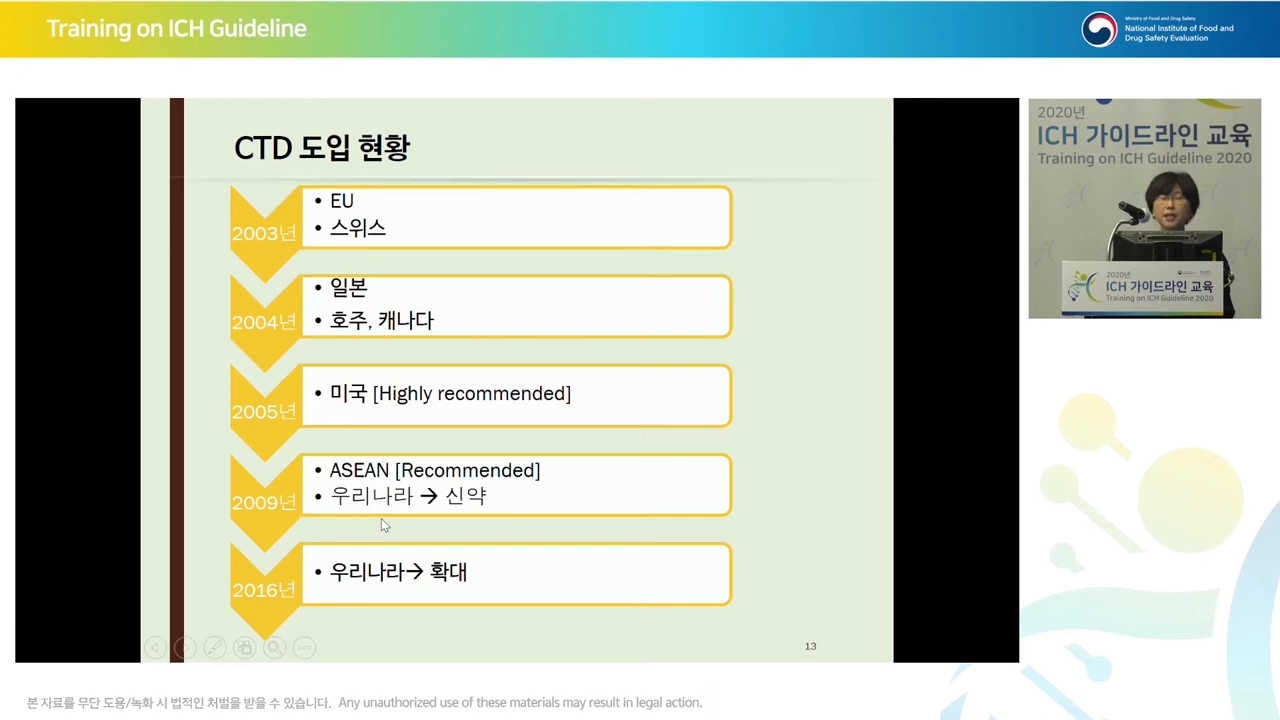 Training on ICH Guideline
Ministry of Food and Drug Safety
National Institute of Food and
Drug Safety Evaluation
CTD 도입 현황
2003년
• EU
• 스위스
2004년
• 일본
• 호주, 캐나다
2005년
• 미국 [Highly recommended]
2009년
• ASEAN [Recommended]
• 우리나라 → 신약
2016년
• 우리나라→ 확대
13
2020년
ICH 가이드라인 교육
Training on ICH Guideline 2020
2020년
ICH 가이드라인 교육
Training on ICH Guideline 2020
본 자료를 무단 도용/녹화 시 법적인 처벌을 받을 수 있습니다. Any unauthorized use of these materials may result in legal action.